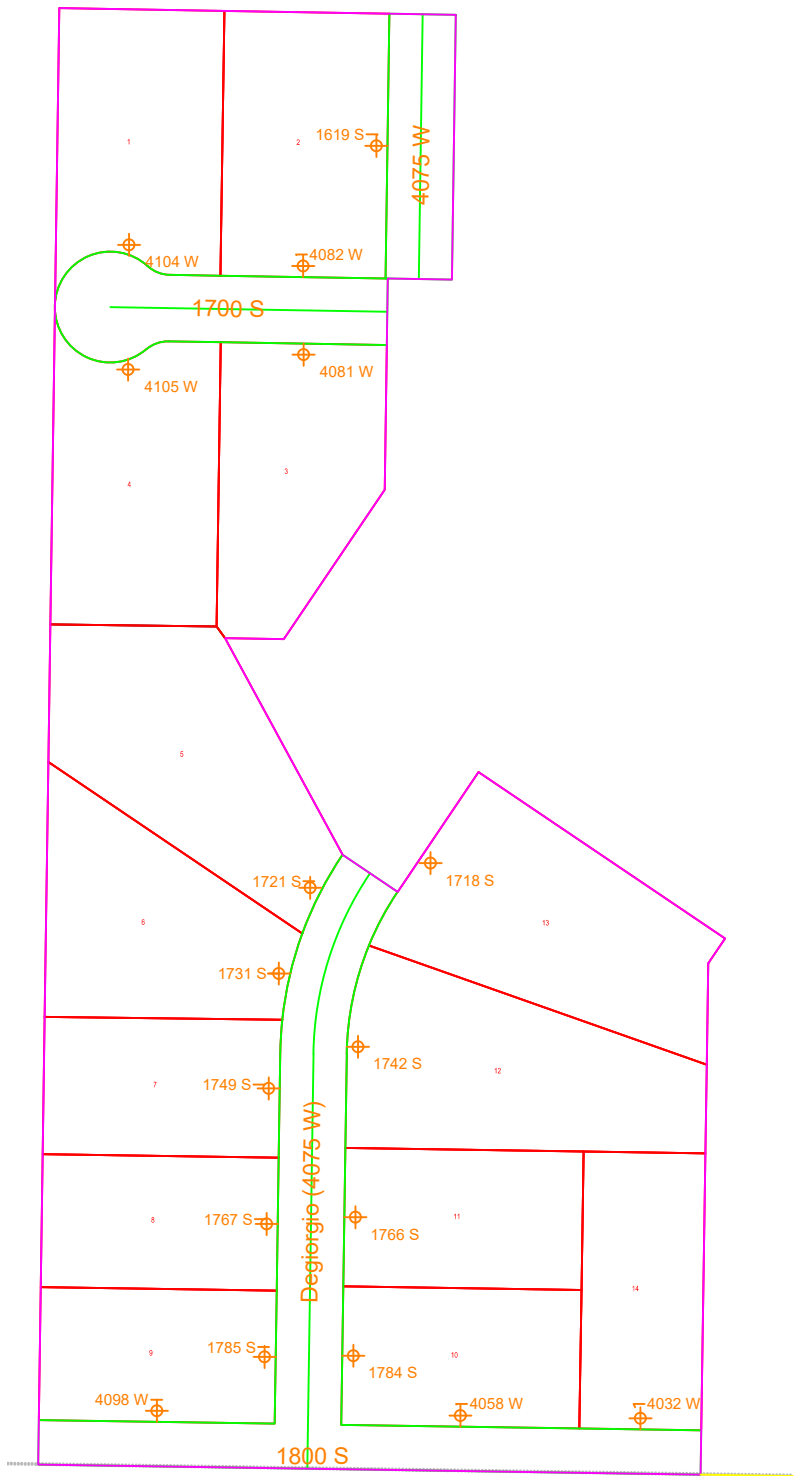 1619 S
4075 W
1
2
4082 W
4104 W
1700 S
4081 W
4105 W
3
4
5
1718 S
1721 S
13
6
1731 S
1742 S
12
7
1749 S
Degiorgio (4075 W)
8
1767 S
1766 S
11
14
1785 S
9
1784 S
10
4098 W
4058 W
4032 W
1800 S